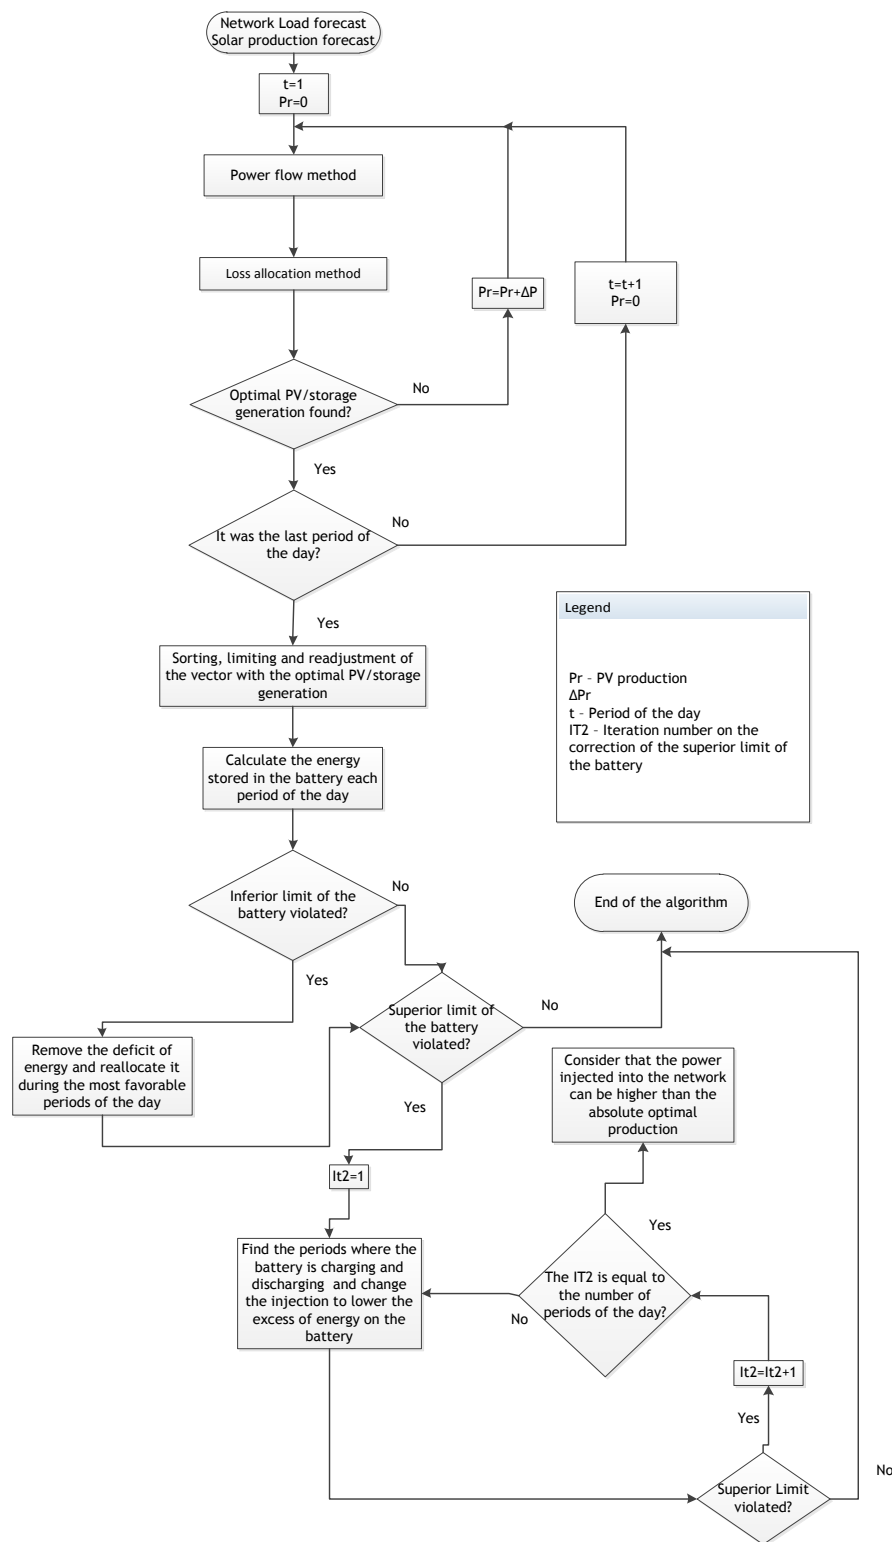 Network Load forecast
Solar production forecast
t=1
Pr=0
Power flow method
Loss allocation method
Pr=Pr+ΔP
t=t+1
Pr=0
Optimal PV/storage
generation found?
No
Yes
It was the last period of
the day?
No
Yes
Sorting, limiting and readjustment of
the vector with the optimal PV/storage
generation
Legend
Pr – PV production
ΔPr
t – Period of the day
IT2 – Iteration number on the
correction of the superior limit of
the battery
Calculate the energy
stored in the battery each
period of the day
Inferior limit of the
battery violated?
No
Yes
End of the algorithm
Superior limit of
the battery
violated?
No
Yes
Remove the deficit of
energy and reallocate it
during the most favorable
periods of the day
Consider that the power
injected into the network
can be higher than the
absolute optimal
production
It2=1
Find the periods where the
battery is charging and
discharging  and change
the injection to lower the
excess of energy on the
battery
Yes
The IT2 is equal to
the number of
periods of the day?
No
It2=It2+1
Yes
Superior Limit
violated?
No